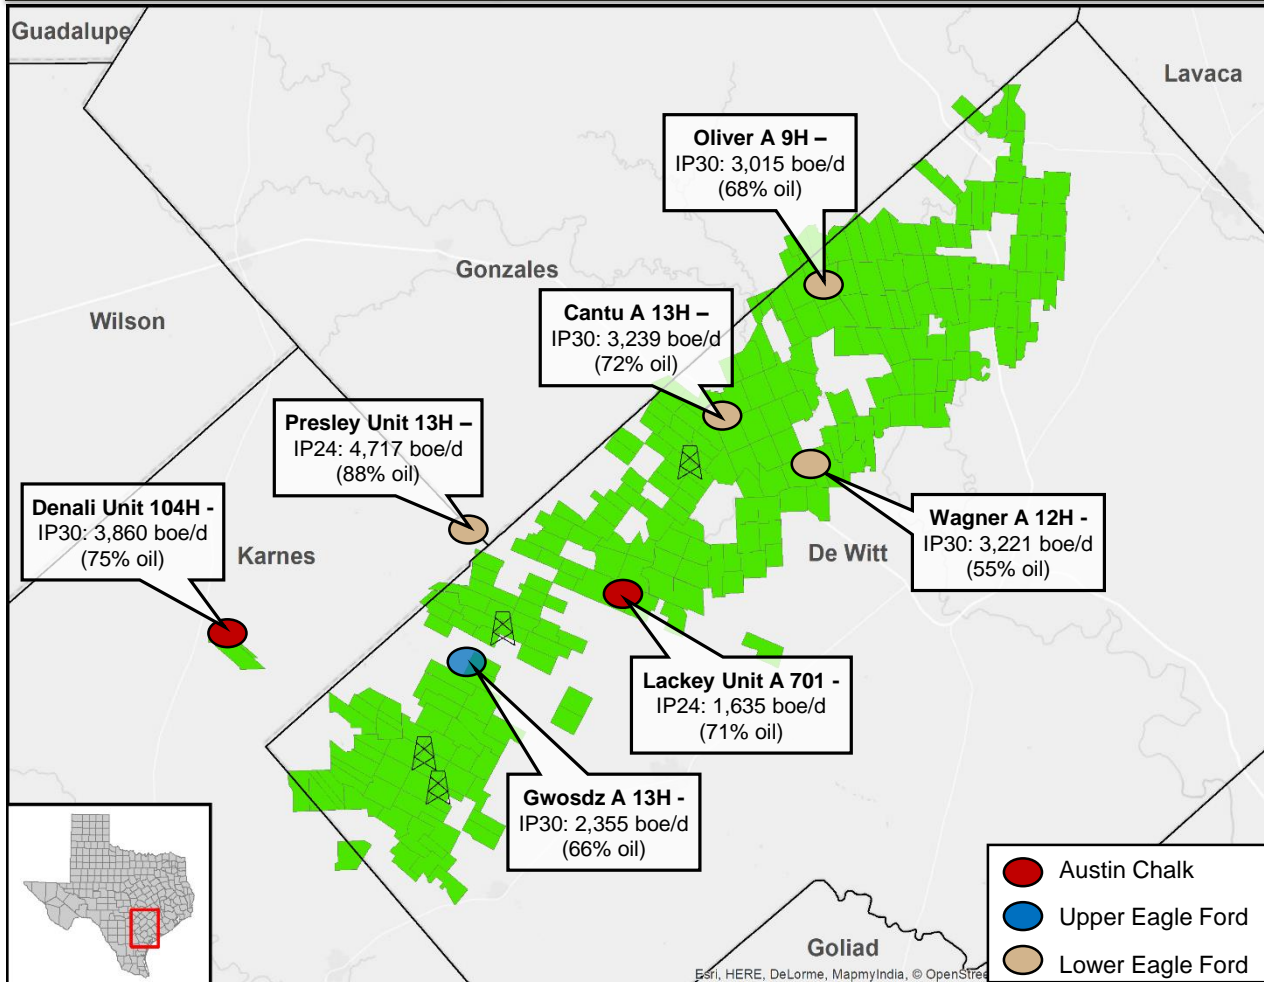 Guadalupe
Lavaca
Oliver A 9H –
IP30: 3,015 boe/d
(68% oil)
Gonzales
Wilson
Cantu A 13H –
IP30: 3,239 boe/d
(72% oil)
Presley Unit 13H –
IP24: 4,717 boe/d
(88% oil)
Denali Unit 104H -
IP30: 3,860 boe/d
(75% oil)
Karnes
Wagner A 12H -
IP30: 3,221 boe/d
(55% oil)
De Witt
Lackey Unit A 701 -
IP24: 1,635 boe/d
(71% oil)
Gwosdz A 13H -
IP30: 2,355 boe/d
(66% oil)
Austin Chalk
Upper Eagle Ford
Lower Eagle Ford
Goliad
Esri, HERE, DeLorme, MapmyIndia, © OpenStree